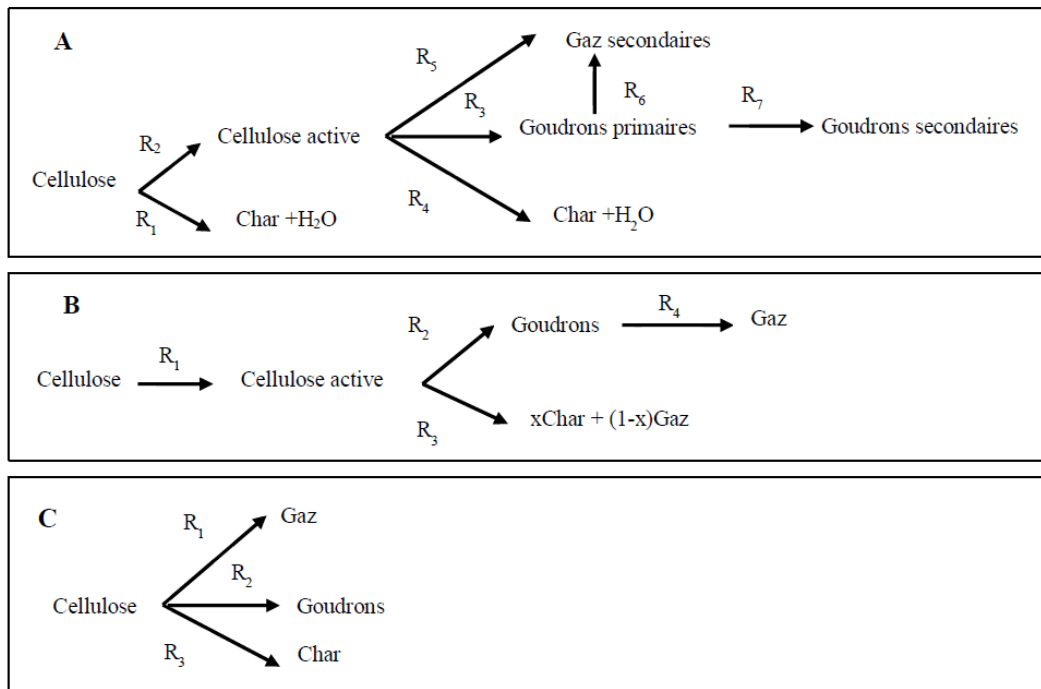 A
Gaz secondaires
R₅
R₃
R₆
R₇
R₂
Cellulose active
Goudrons primaires
Goudrons secondaires
Cellulose
R₁
Char +H₂O
R₄
Char +H₂O
B
R₂
Goudrons
R₄
Gaz
Cellulose
R₁
Cellulose active
R₃
xChar + (1-x)Gaz
C
R₁
Gaz
R₂
Cellulose
Goudrons
R₃
Char